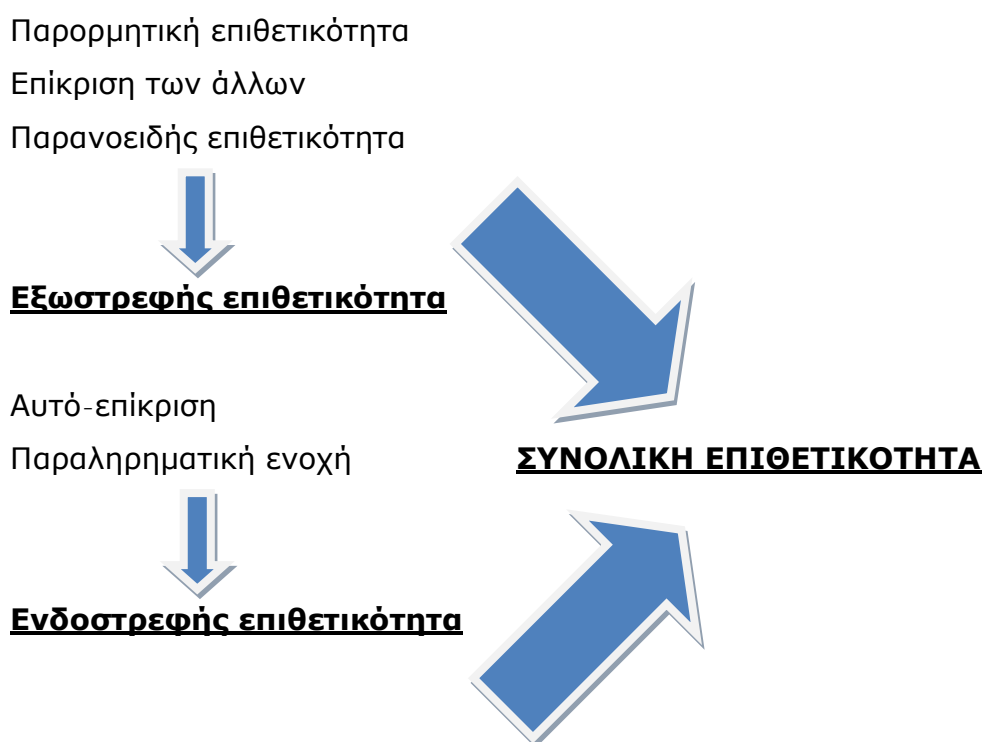 Παρορμητική επιθετικότητα
Επίκριση των άλλων
Παρανοειδής επιθετικότητα
Εξωστρεφής επιθετικότητα
Αυτό-επίκριση
Παραληρηματική ενοχή
ΣΥΝΟΛΙΚΗ ΕΠΙΘΕΤΙΚΟΤΗΤΑ
Ενδοστρεφής επιθετικότητα